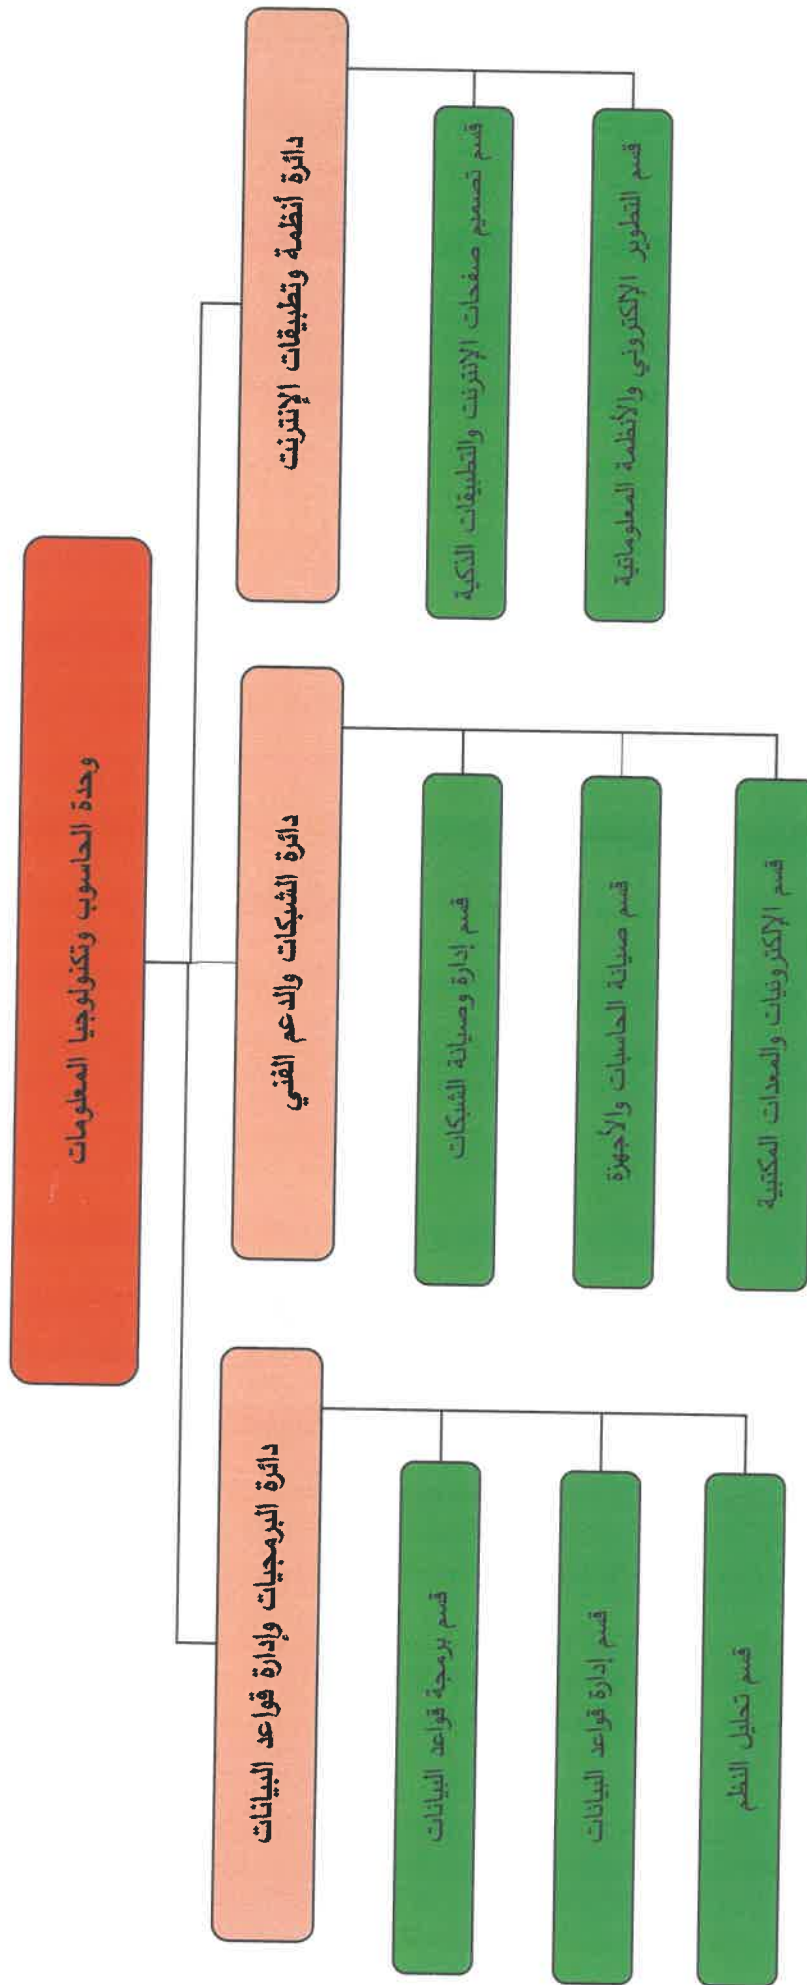 وحدة الحاسوب وتكنولوجيا المعلومات
دائرة أنظمة وتطبيقات الإنترنت
قسم تصميم صفحات الإنترنت والتطبيقات الذكية
قسم التطوير الإلكتروني والأنظمة المعلوماتية
دائرة الشبكات والدعم الفني
قسم إدارة وصيانة الشبكات
قسم صيانة الحاسبات والأجهزة
قسم الإلكترونيات والمعدات المكتبية
دائرة البرمجيات وإدارة قواعد البيانات
قسم برمجة قواعد البيانات
قسم إدارة قواعد البيانات
قسم تحليل النظم